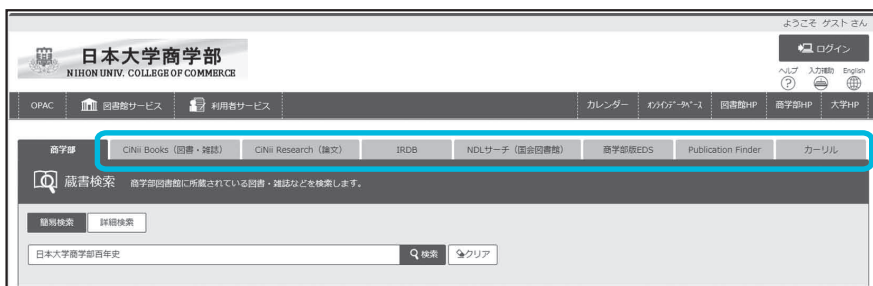 ようこそ ゲスト さん
日本大学商学部
NIHON UNIV. COLLEGE OF COMMERCE
ログイン
ヘルプ 入力補助 English
OPAC 図書館サービス 利用者サービス カレンダー オンラインデータベース 図書館HP 商学部HP 大学HP
商学部 CiNii Books（図書・雑誌） CiNii Research（論文） IRDB NDLサーチ（国会図書館） 商学部版EDS Publication Finder カーリル
蔵書検索 商学部図書館に所蔵されている図書・雑誌などを検索します。
簡易検索 詳細検索
日本大学商学部百年史 検索 クリア